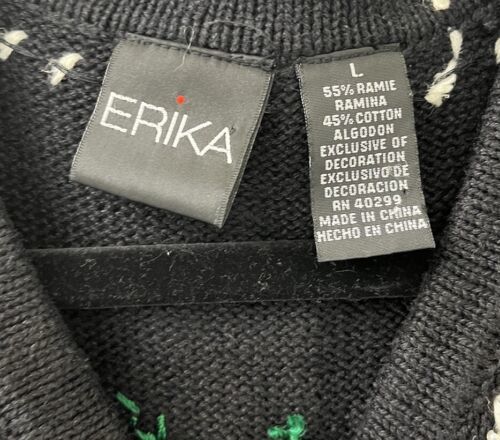 ERIKA
L
55% RAMIE
RAMINA
45% COTTON
ALGODON
EXCLUSIVE OF
DECORATION
EXCLUSIVO DE
DECORACION
RN 40299
MADE IN CHINA
HECHO EN CHINA